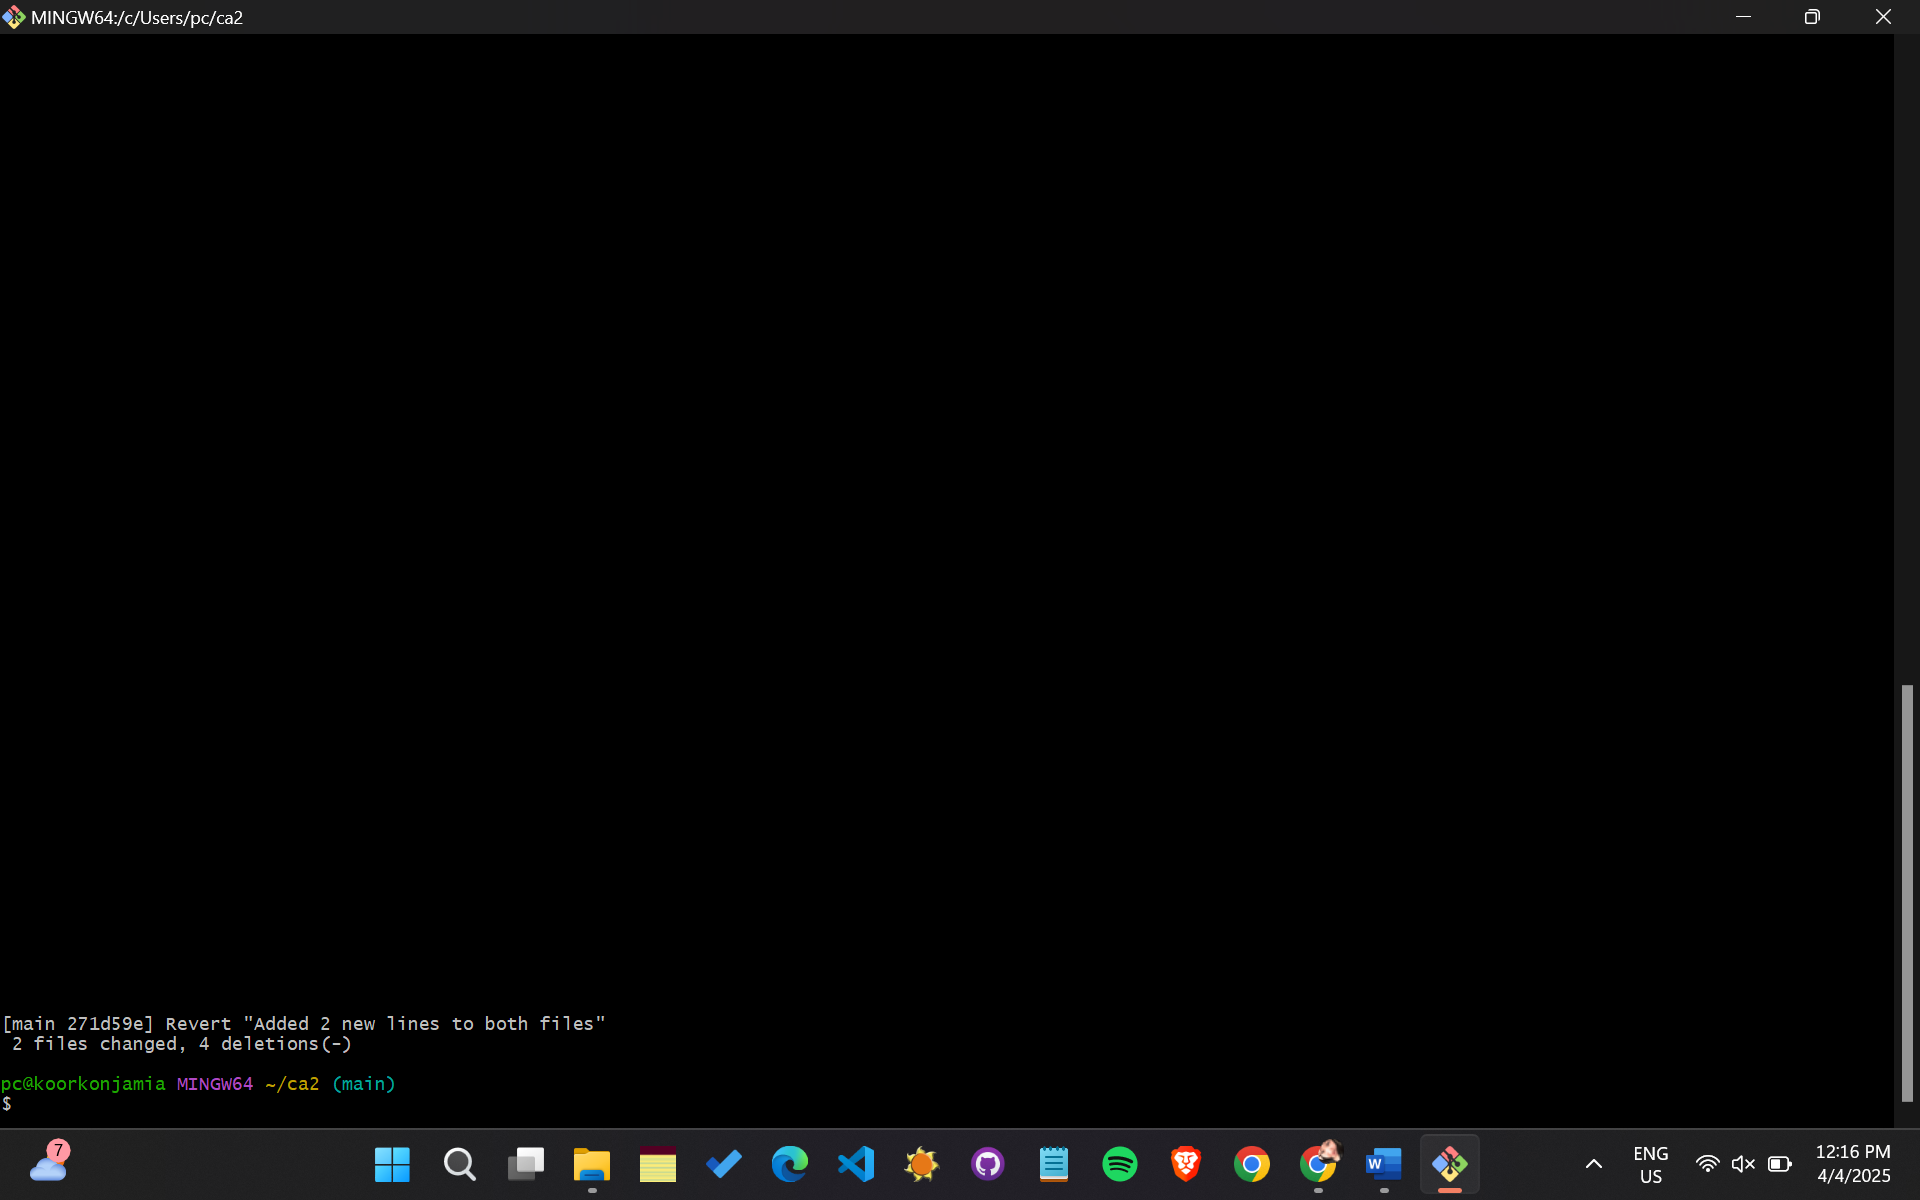 MINGW64:/c/Users/pc/ca2
[main 271d59e] Revert "Added 2 new lines to both files"
 2 files changed, 4 deletions(-)
pc@koorkonjamia MINGW64 ~/ca2 (main)
$
7
W
ENG
US
12:16 PM
4/4/2025